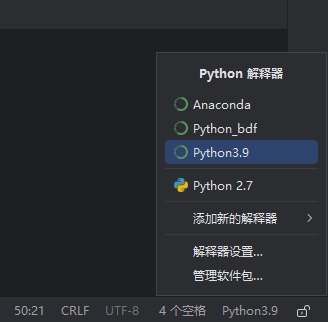 Python 解释器
Anaconda
Python_bdf
Python3.9
Python 2.7
添加新的解释器
解释器设置...
管理软件包...
50:21 CRLF UTF-8 4 个空格 Python3.9